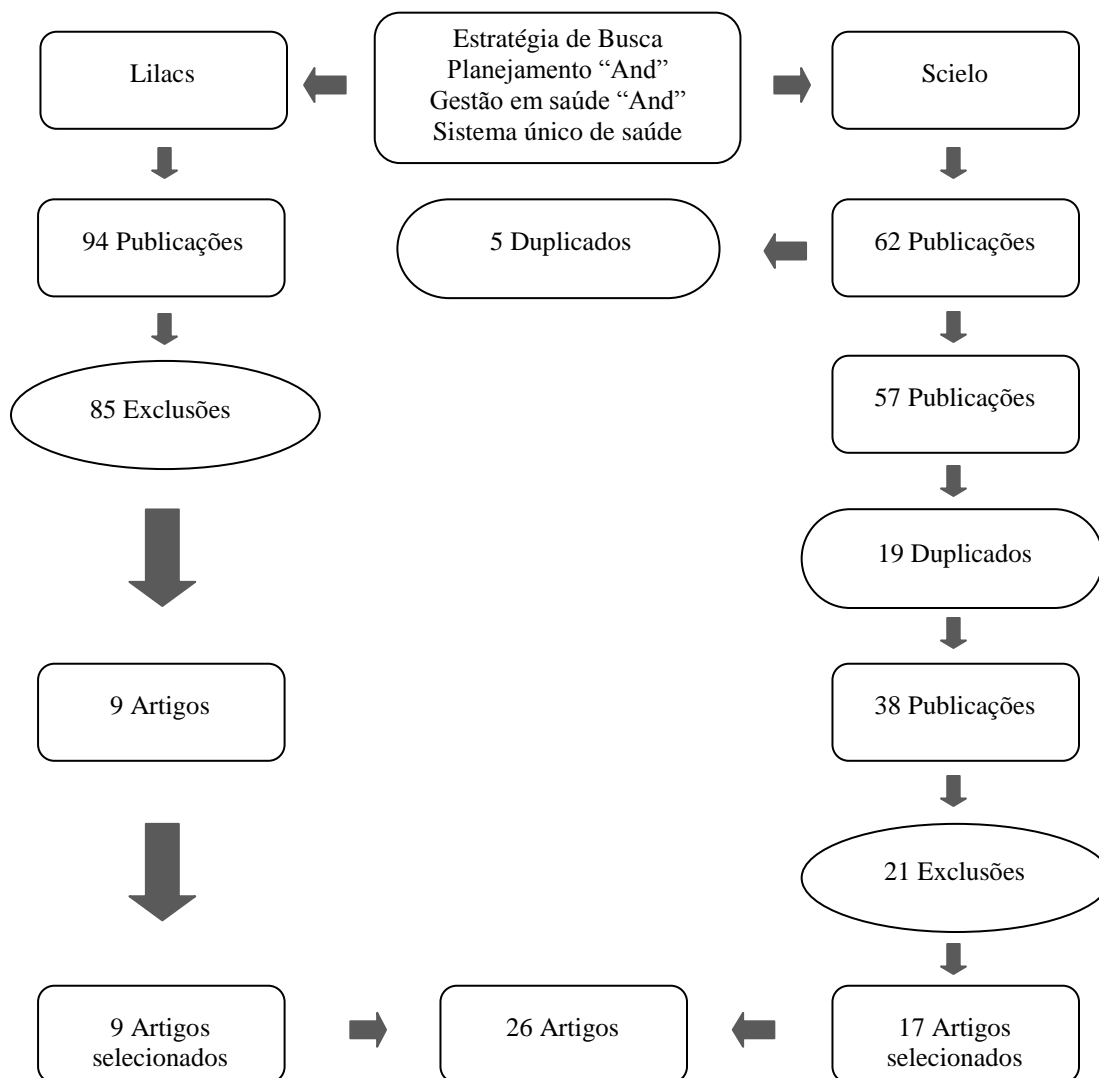 Lilacs
Estratégia de Busca
Planejamento “And”
Gestão em saúde “And”
Sistema único de saúde
Scielo
94 Publicações
5 Duplicados
62 Publicações
85 Exclusões
57 Publicações
19 Duplicados
9 Artigos
38 Publicações
21 Exclusões
9 Artigos
selecionados
26 Artigos
17 Artigos
selecionados